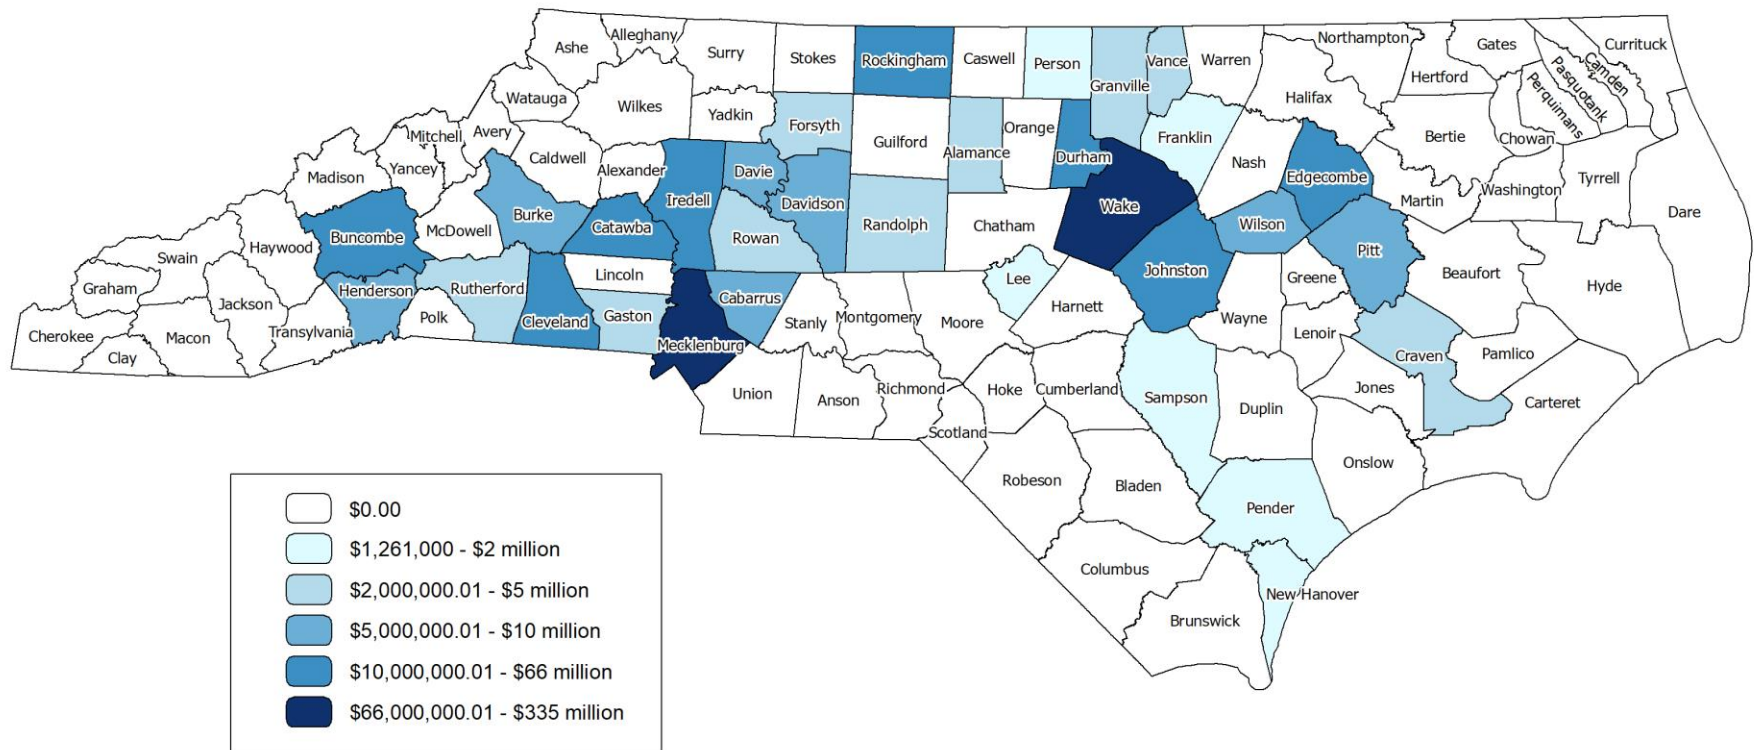 Ashe
Alleghany
Surry
Stokes
Rockingham
Caswell
Person
Granville
Vance
Warren
Northampton
Gates
Currituck
Camden
Pasquotank
Perquimans
Hertford
Halifax
Watauga
Wilkes
Yadkin
Forsyth
Guilford
Alamance
Orange
Durham
Franklin
Nash
Edgecombe
Bertie
Chowan
Mitchell
Avery
Caldwell
Alexander
Madison
Yancey
Iredell
Davie
Davidson
Randolph
Chatham
Wake
Wilson
Martin
Washington
Tyrrell
Dare
Burke
Catawba
Rowan
McDowell
Buncombe
Haywood
Swain
Graham
Jackson
Cherokee
Clay
Macon
Transylvania
Henderson
Polk
Rutherford
Cleveland
Lincoln
Gaston
Mecklenburg
Cabarrus
Stanly
Montgomery
Moore
Lee
Harnett
Johnston
Wayne
Greene
Pitt
Beaufort
Hyde
Lenoir
Craven
Pamlico
Jones
Carteret
Union
Anson
Richmond
Hoke
Scotland
Cumberland
Sampson
Duplin
Onslow
Robeson
Bladen
Pender
Columbus
Brunswick
New Hanover
$0.00
$1,261,000 - $2 million
$2,000,000.01 - $5 million
$5,000,000.01 - $10 million
$10,000,000.01 - $66 million
$66,000,000.01 - $335 million